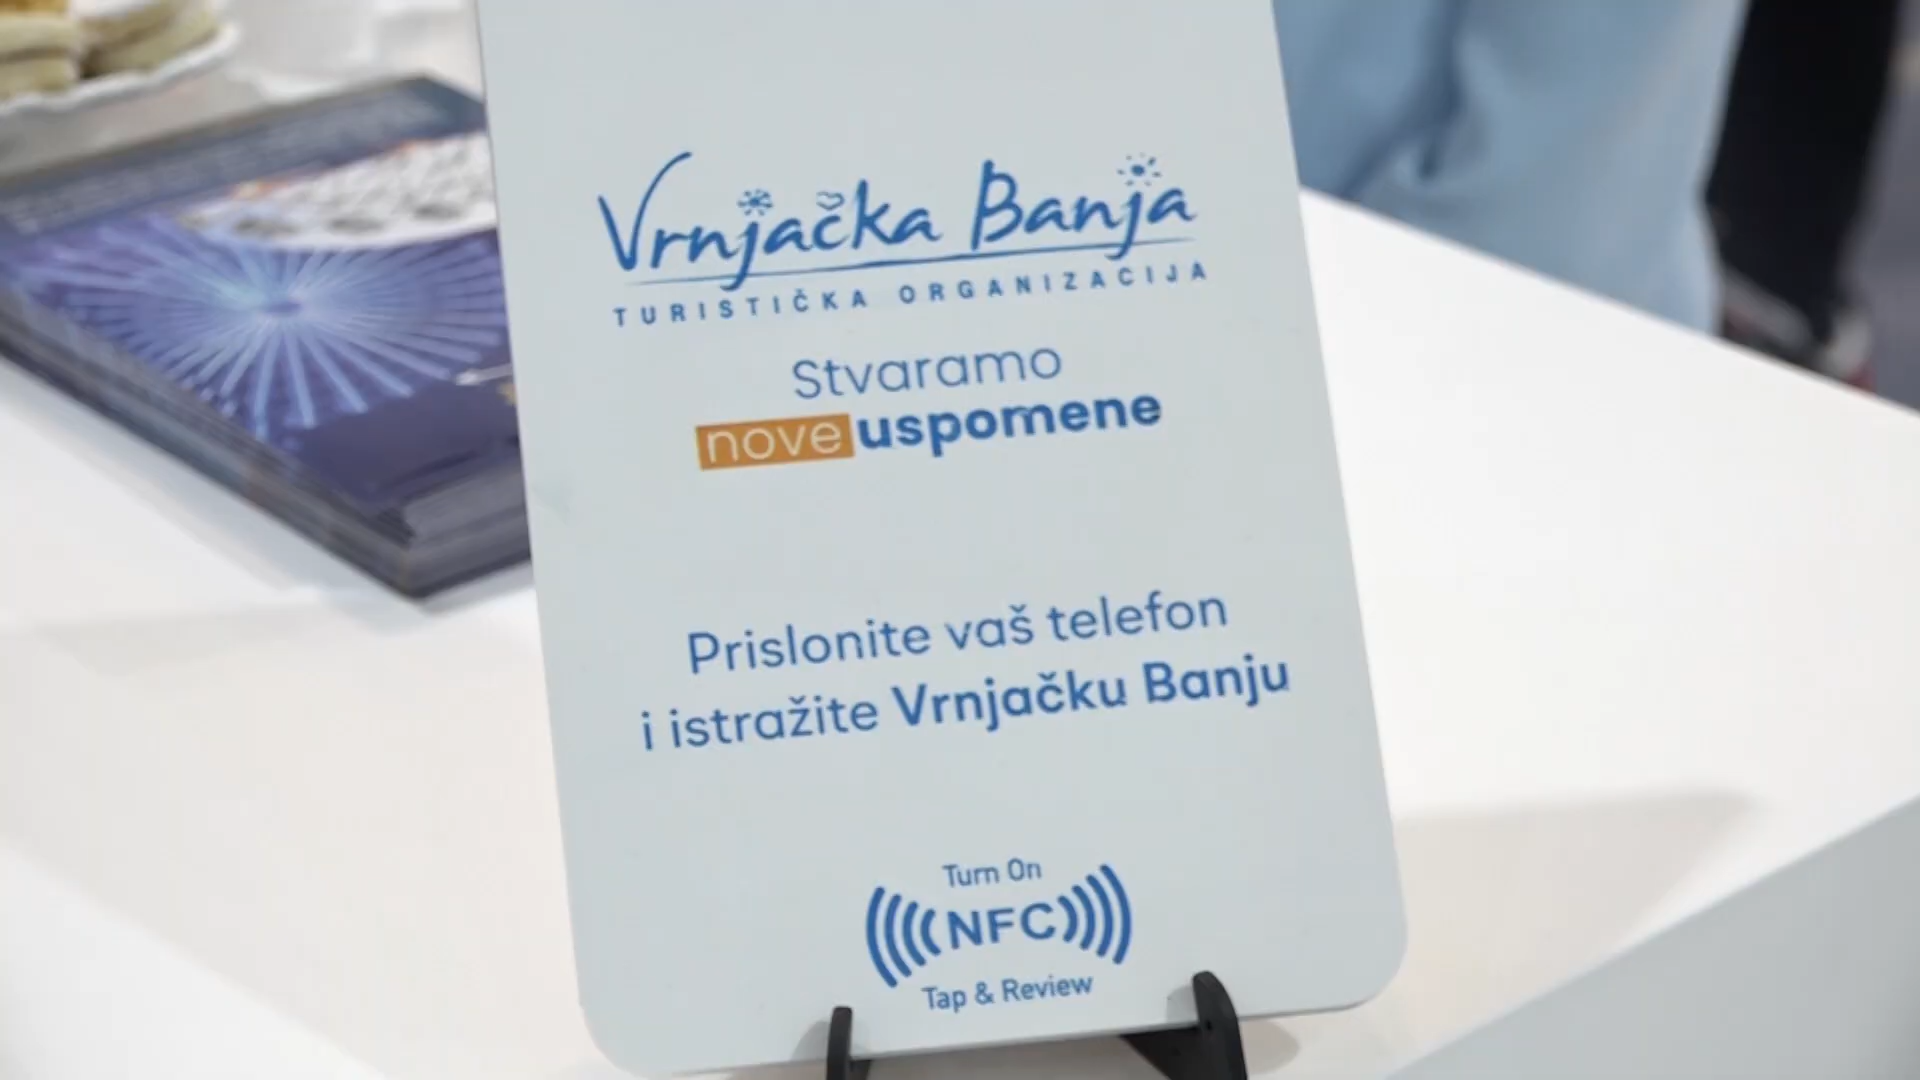 Vrnjačka Banja
TURISTIČKA ORGANIZACIJA
Stvaramo
nove uspomene
Prislonite vaš telefon
i istražite Vrnjačku Banju
Turn On
NFC
Tap & Review